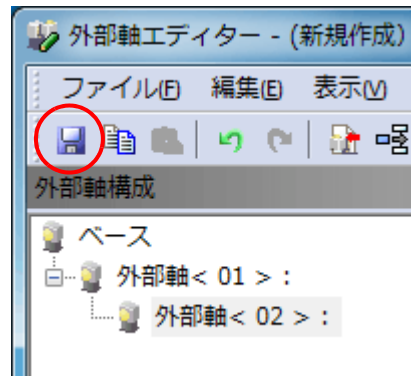 外部軸エディター - (新規作成)
ファイル(F) 編集(E) 表示(V)
外部軸構成
ベース
外部軸< 01 > :
外部軸< 02 > :